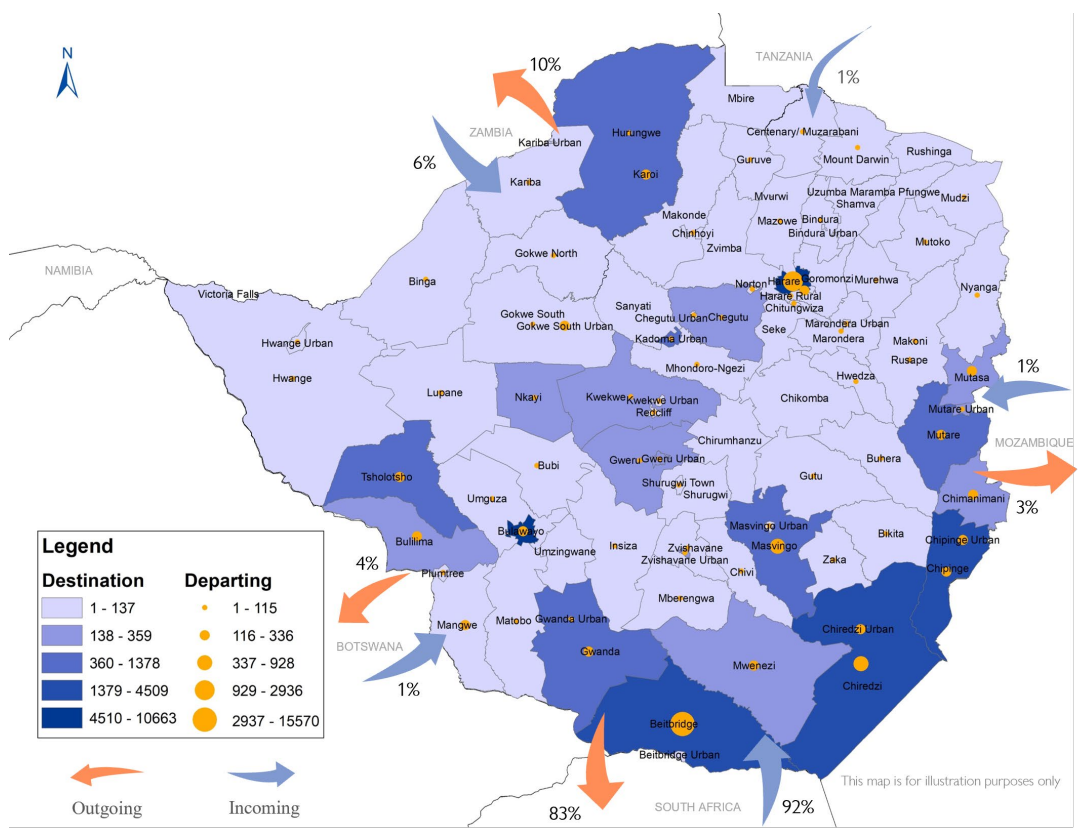 N
TANZANIA
1%
10%
Mbire
ZAMBIA
Kariba Urban
Hurungwe
Centenary/ Muzarabani
6%
Kariba
Karoi
Guruve
Mount Darwin
Rushinga
Mvurwi
Uzumba Maramba Pfungwe
Shamva
Mudzi
Makonde
Chinhoyi
Mazowe
Bindura
Bindura Urban
Zvimba
Mutoko
Gokwe North
NAMIBIA
Binga
Victoria Falls
Norton
Harare
Goromonzi
Murehwa
Nyanga
Harare Rural
Chitungwiza
Sanyati
Chegutu Urban
Chegutu
Gokwe South
Gokwe South Urban
Kadoma Urban
Seke
Marondera Urban
Marondera
Makoni
Rusape
Hwange Urban
Hwange
Mhondoro-Ngezi
Hwedza
Mutasa
1%
Lupane
Nkayi
Kwekwe
Kwekwe Urban
Redcliff
Chikomba
Mutare Urban
Mutare
MOZAMBIQUE
Chirumhanzu
Buhera
Bubi
Gweru
Gweru Urban
Tsholotsho
Umguza
Shurugwi Town
Shurugwi
Gutu
Chimanimani
3%
Bulawayo
Masvingo Urban
Masvingo
Bikita
Chipinge Urban
Bulilima
Umzingwane
Insiza
Zvishavane
Zvishavane Urban
Zaka
Chipinge
4%
Plumtree
Chivi
Mberengwa
Mangwe
Matobo
Gwanda Urban
Gwanda
Chiredzi Urban
Chiredzi
BOTSWANA
1%
Mwenezi
Beitbridge
Beitbridge Urban
83%
SOUTH AFRICA
92%
This map is for illustration purposes only
Legend
Destination
Departing
1 - 137
1 - 115
138 - 359
116 - 336
360 - 1378
337 - 928
1379 - 4509
929 - 2936
4510 - 10663
2937 - 15570
Outgoing
Incoming